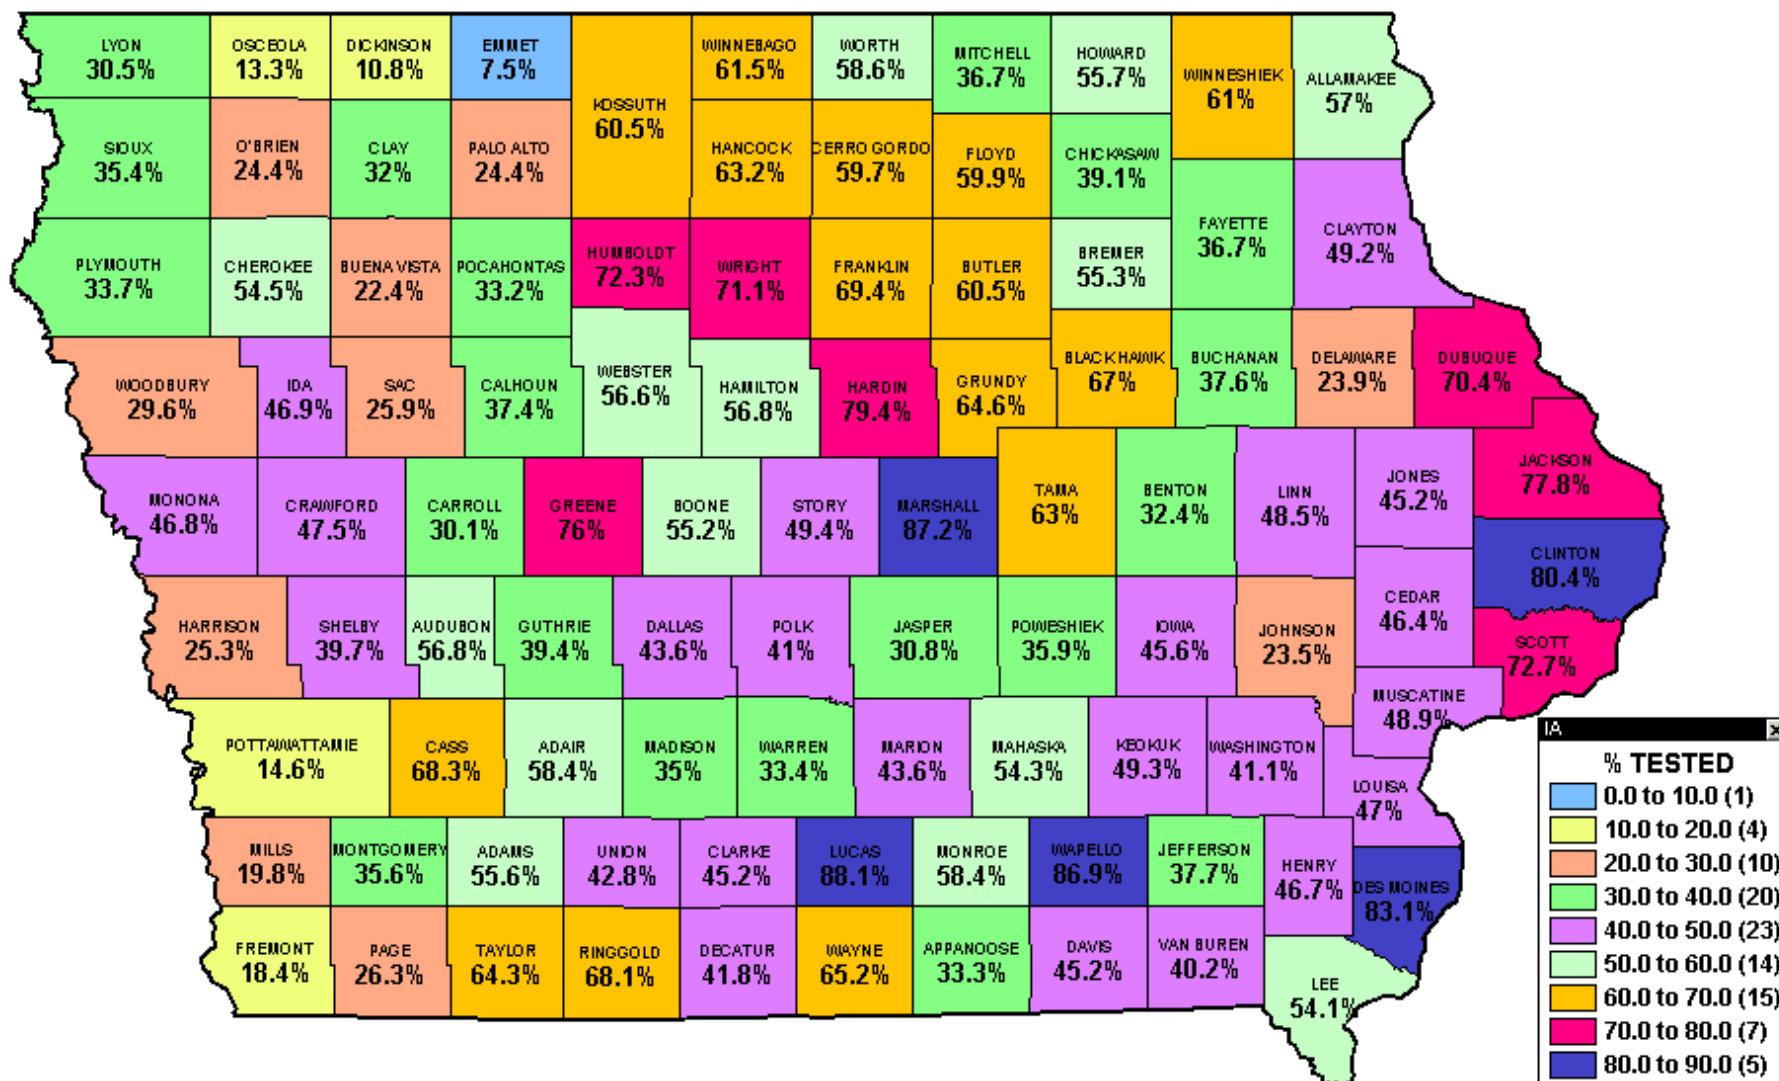 LYON
30.5%
OSCEOLA
13.3%
DICKINSON
10.8%
EMMET
7.5%
KOSSUTH
60.5%
WINNEBAGO
61.5%
WORTH
58.6%
MITCHELL
36.7%
HOWARD
55.7%
WINNESHIEK
61%
ALLAMAKEE
57%
SIOUX
35.4%
O'BRIEN
24.4%
CLAY
32%
PALO ALTO
24.4%
HANCOCK
63.2%
CERRO GORDO
59.7%
FLOYD
59.9%
CHICKASAW
39.1%
FAYETTE
36.7%
CLAYTON
49.2%
PLYMOUTH
33.7%
CHEROKEE
54.5%
BUENA VISTA
22.4%
POCAHONTAS
33.2%
HUMBOLDT
72.3%
WRIGHT
71.1%
FRANKLIN
69.4%
BUTLER
60.5%
BREMER
55.3%
WOODBURY
29.6%
IDA
46.9%
SAC
25.9%
CALHOUN
37.4%
WEBSTER
56.6%
HAMILTON
56.8%
HARDIN
79.4%
GRUNDY
64.6%
BLACK HAWK
67%
BUCHANAN
37.6%
DELAWARE
23.9%
DUBUQUE
70.4%
MONONA
46.8%
CRAWFORD
47.5%
CARROLL
30.1%
GREENE
76%
BOONE
55.2%
STORY
49.4%
MARSHALL
87.2%
TAMA
63%
BENTON
32.4%
LINN
48.5%
JONES
45.2%
JACKSON
77.8%
CLINTON
80.4%
HARRISON
25.3%
SHELBY
39.7%
AUDUBON
56.8%
GUTHRIE
39.4%
DALLAS
43.6%
POLK
41%
JASPER
30.8%
POWESHIEK
35.9%
IOWA
45.6%
JOHNSON
23.5%
CEDAR
46.4%
SCOTT
72.7%
MUSCATINE
48.9%
POTTAWATTAMIE
14.6%
CASS
68.3%
ADAIR
58.4%
MADISON
35%
WARREN
33.4%
MARION
43.6%
MAHASKA
54.3%
KEOKUK
49.3%
WASHINGTON
41.1%
LOUISA
47%
MILLS
19.8%
MONTGOMERY
35.6%
ADAMS
55.6%
UNION
42.8%
CLARKE
45.2%
LUCAS
88.1%
MONROE
58.4%
WAPELLO
86.9%
JEFFERSON
37.7%
HENRY
46.7%
DES MOINES
83.1%
FREMONT
18.4%
PAGE
26.3%
TAYLOR
64.3%
RINGGOLD
68.1%
DECATUR
41.8%
WAYNE
65.2%
APPANOOSE
33.3%
DAVIS
45.2%
VAN BUREN
40.2%
LEE
54.1%
IA
% TESTED
0.0 to 10.0 (1)
10.0 to 20.0 (4)
20.0 to 30.0 (10)
30.0 to 40.0 (20)
40.0 to 50.0 (23)
50.0 to 60.0 (14)
60.0 to 70.0 (15)
70.0 to 80.0 (7)
80.0 to 90.0 (5)